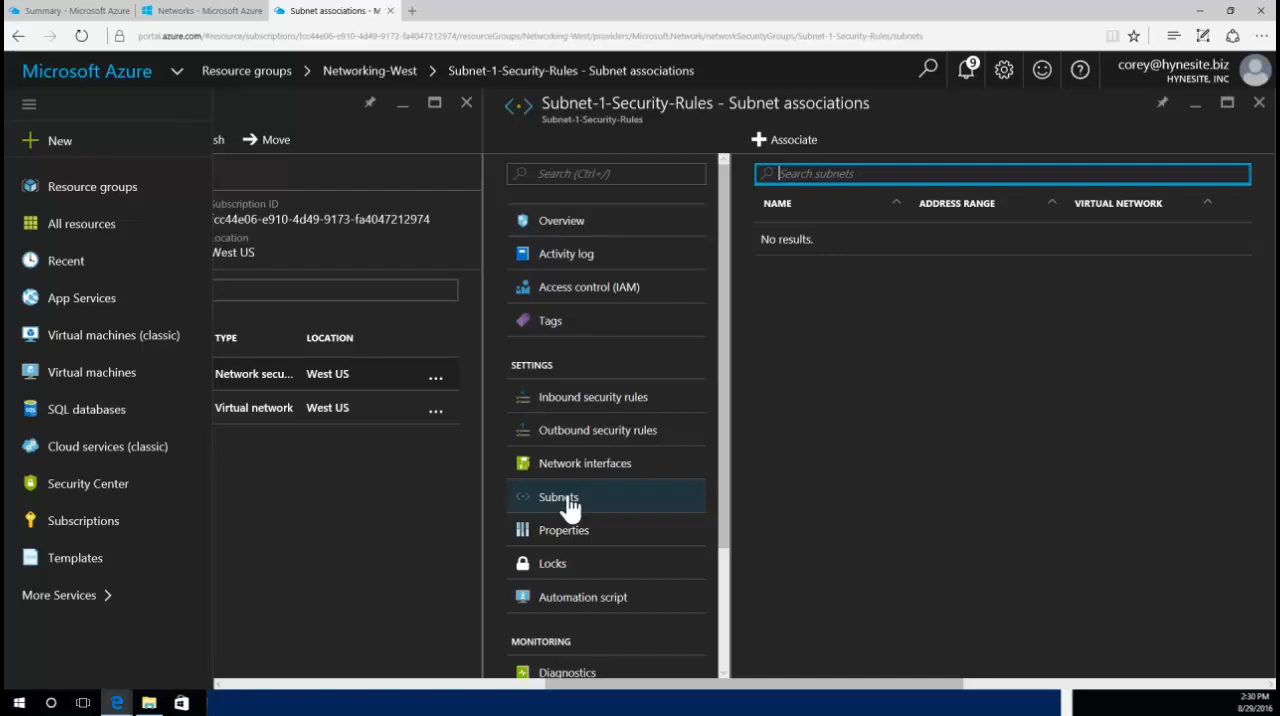 Summary - Microsoft Azure
Networks - Microsoft Azure
Subnet associations - M
portal.azure.com/#resource/subscriptions/fcc44e06-e910-4d49-9173-fa4047212974/resourceGroups/Networking-West/providers/Microsoft.Network/networkSecurityGroups/Subnet-1-Security-Rules/subnets
Microsoft Azure
Resource groups
Networking-West
Subnet-1-Security-Rules - Subnet associations
9
corey@hynesite.biz
HYNESITE, INC
New
Resource groups
All resources
Recent
App Services
Virtual machines (classic)
Virtual machines
SQL databases
Cloud services (classic)
Security Center
Subscriptions
Templates
More Services
sh
Move
Subscription ID
fcc44e06-e910-4d49-9173-fa4047212974
ocation
West US
TYPE LOCATION
Network secu... West US ...
Virtual network West US ...
Subnet-1-Security-Rules - Subnet associations
Subnet-1-Security-Rules
Search (Ctrl+/)
Overview
Activity log
Access control (IAM)
Tags
SETTINGS
Inbound security rules
Outbound security rules
Network interfaces
Subnets
Properties
Locks
Automation script
MONITORING
Diagnostics
Associate
Search subnets
NAME ADDRESS RANGE VIRTUAL NETWORK
No results.
2:30 PM
8/29/2016